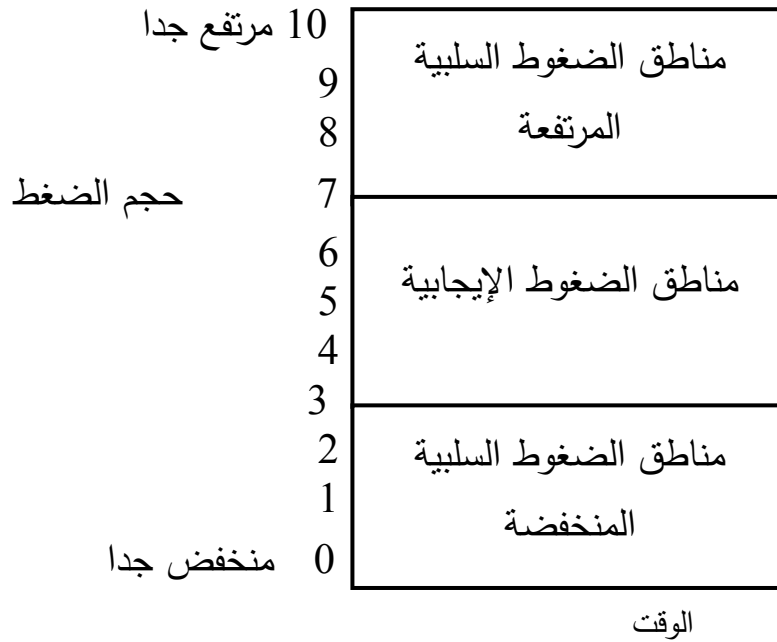 10 مرتفع جدا
مناطق الضغوط السلبية
9
المرتفعة
8
حجم الضغط
7
6
مناطق الضغوط الإيجابية
5
4
3
مناطق الضغوط السلبية
2
1
المنخفضة
0 منخفض جدا
الوقت